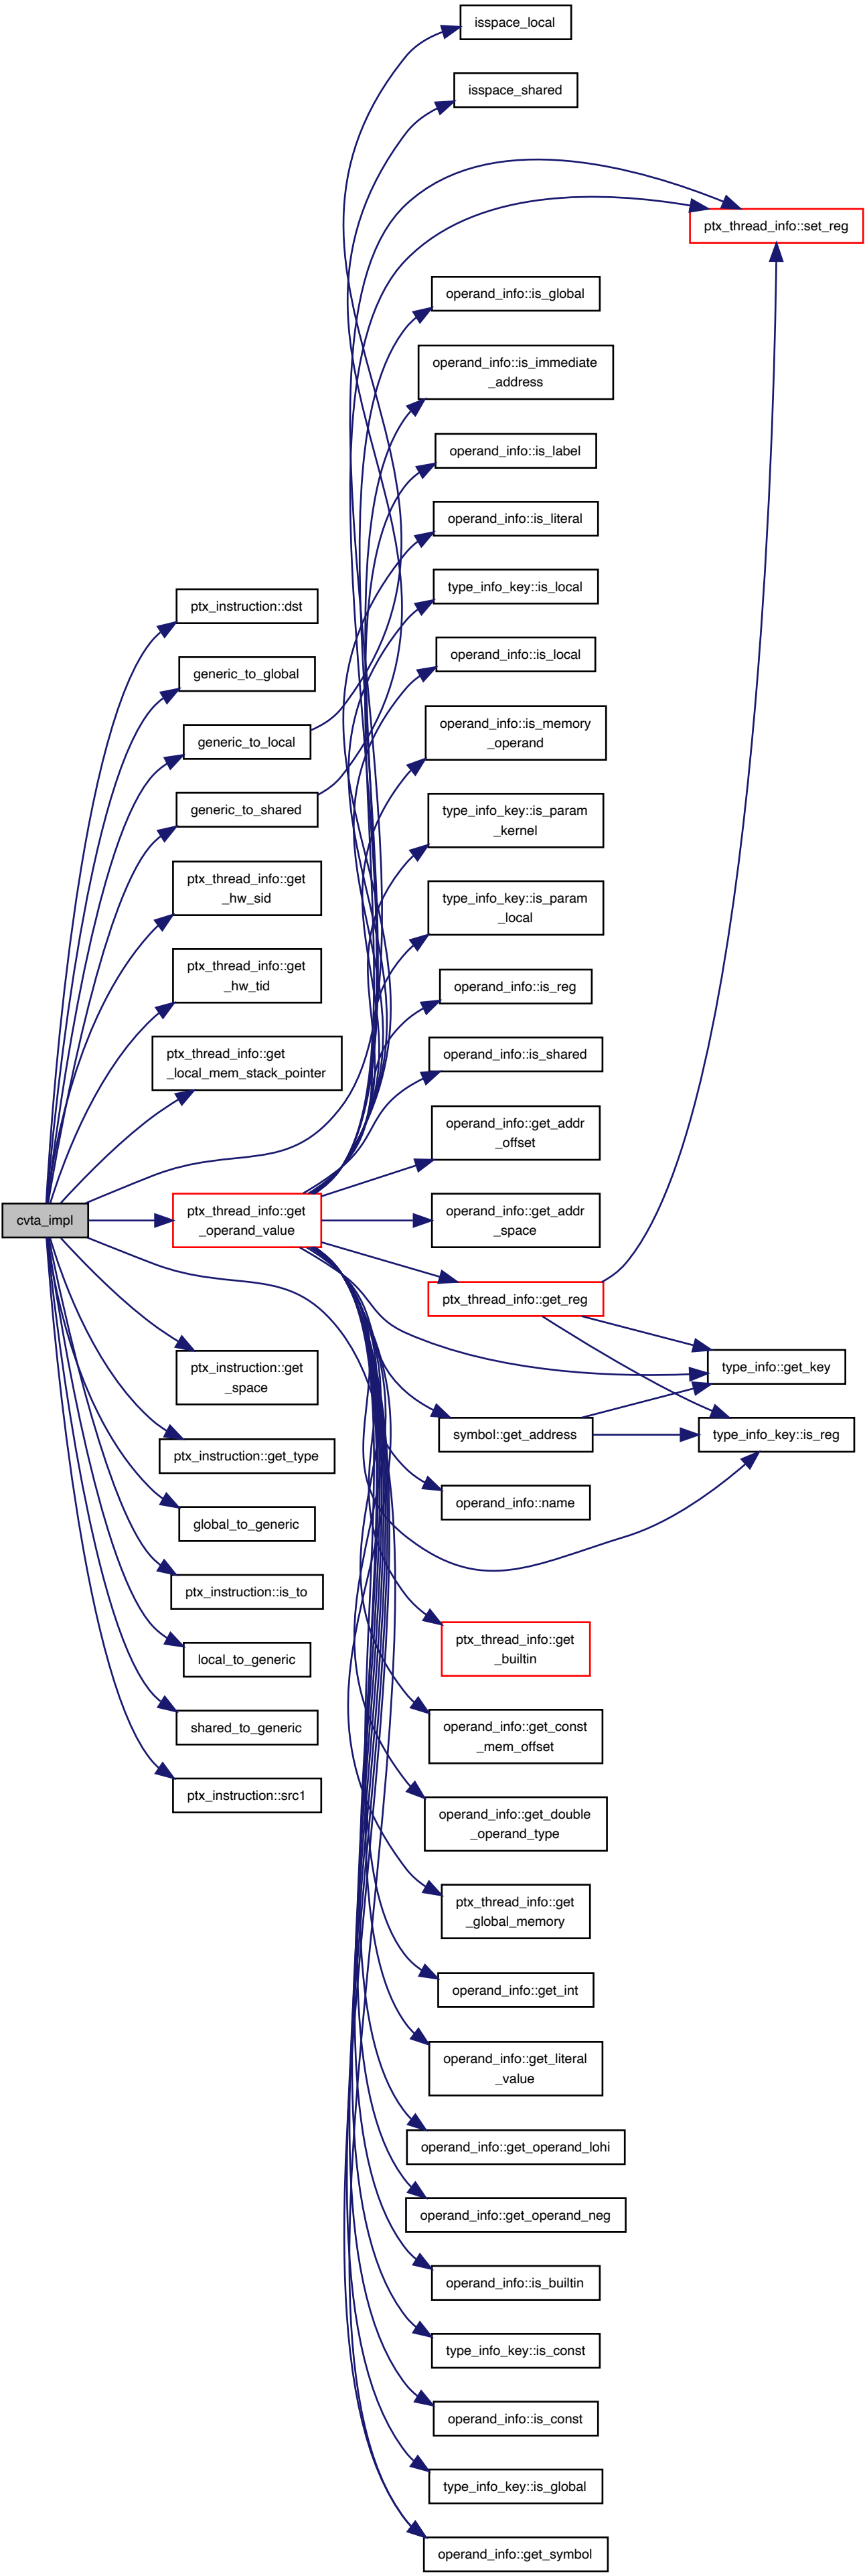 isspace_local
isspace_shared
ptx_thread_info::set_reg
operand_info::is_global
operand_info::is_immediate
_address
operand_info::is_label
operand_info::is_literal
type_info_key::is_local
operand_info::is_local
operand_info::is_memory
_operand
type_info_key::is_param
_kernel
type_info_key::is_param
_local
operand_info::is_reg
operand_info::is_shared
operand_info::get_addr
_offset
operand_info::get_addr
_space
ptx_thread_info::get_reg
type_info::get_key
symbol::get_address
type_info_key::is_reg
operand_info::name
ptx_thread_info::get
_builtin
operand_info::get_const
_mem_offset
operand_info::get_double
_operand_type
ptx_thread_info::get
_global_memory
operand_info::get_int
operand_info::get_literal
_value
operand_info::get_operand_lohi
operand_info::get_operand_neg
operand_info::is_builtin
type_info_key::is_const
operand_info::is_const
type_info_key::is_global
operand_info::get_symbol
ptx_instruction::dst
generic_to_global
generic_to_local
generic_to_shared
ptx_thread_info::get
_hw_sid
ptx_thread_info::get
_hw_tid
ptx_thread_info::get
_local_mem_stack_pointer
cvta_impl
ptx_thread_info::get
_operand_value
ptx_instruction::get
_space
ptx_instruction::get_type
global_to_generic
ptx_instruction::is_to
local_to_generic
shared_to_generic
ptx_instruction::src1